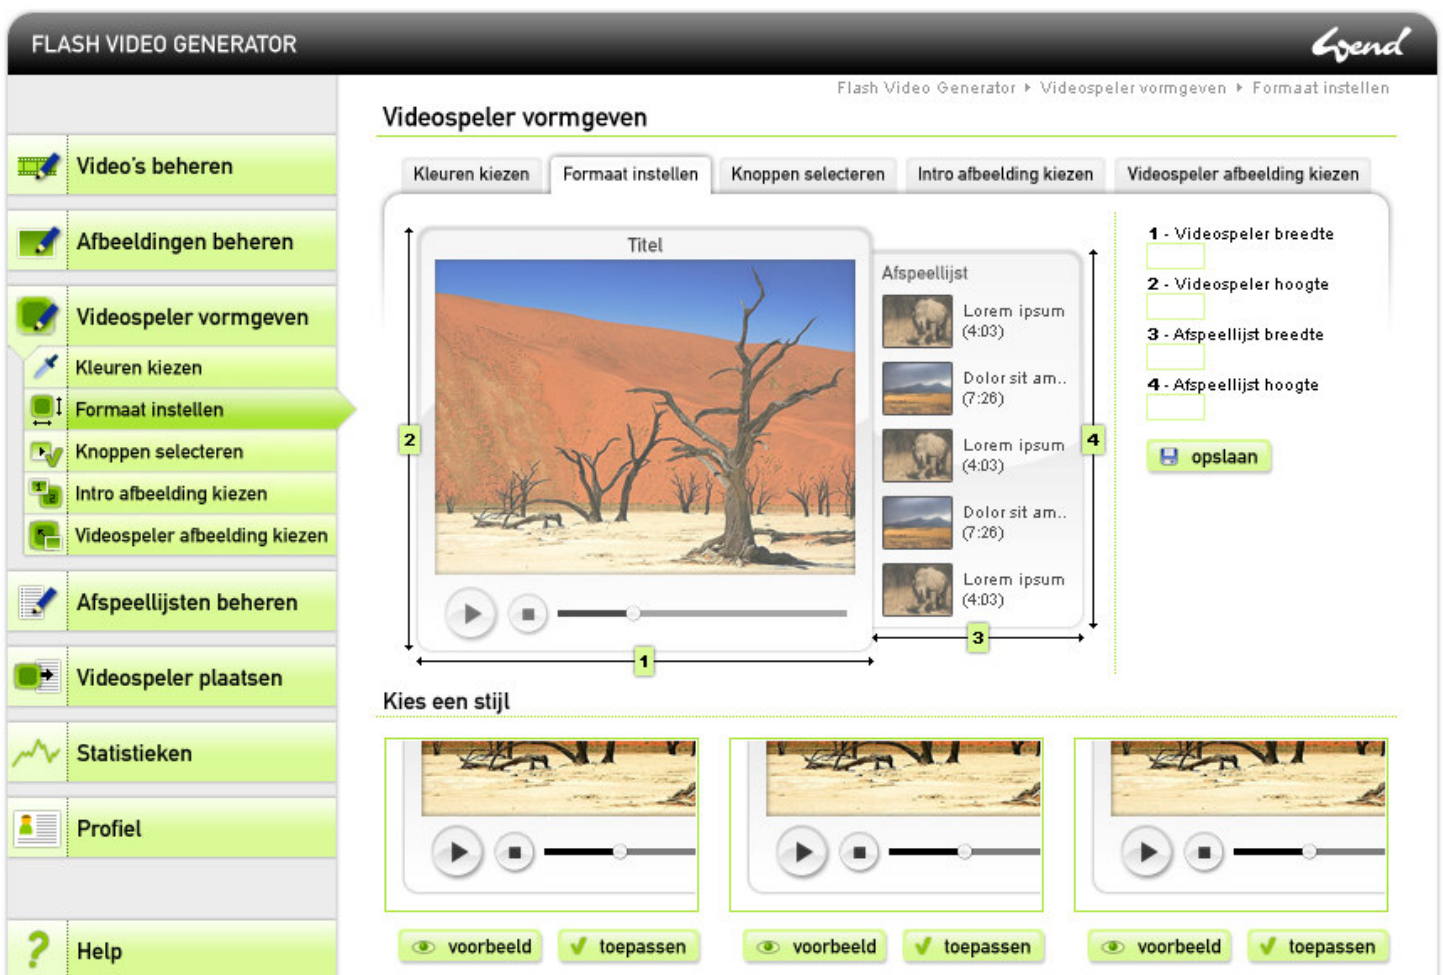 FLASH VIDEO GENERATOR
Wend
Flash Video Generator ▸ Videospeler vormgeven ▸ Formaat instellen
Videospeler vormgeven
Video's beheren
Afbeeldingen beheren
Videospeler vormgeven
Kleuren kiezen
Formaat instellen
Knoppen selecteren
Intro afbeelding kiezen
Videospeler afbeelding kiezen
Afspeellijsten beheren
Videospeler plaatsen
Statistieken
Profiel
Help
Kleuren kiezen
Formaat instellen
Knoppen selecteren
Intro afbeelding kiezen
Videospeler afbeelding kiezen
Titel
Afspeellijst
Lorem ipsum
(4:03)
Dolor sit am..
(7:26)
Lorem ipsum
(4:03)
Dolor sit am..
(7:26)
Lorem ipsum
(4:03)
2
4
3
1
1 - Videospeler breedte
2 - Videospeler hoogte
3 - Afspeellijst breedte
4 - Afspeellijst hoogte
opslaan
Kies een stijl
voorbeeld
toepassen
voorbeeld
toepassen
voorbeeld
toepassen